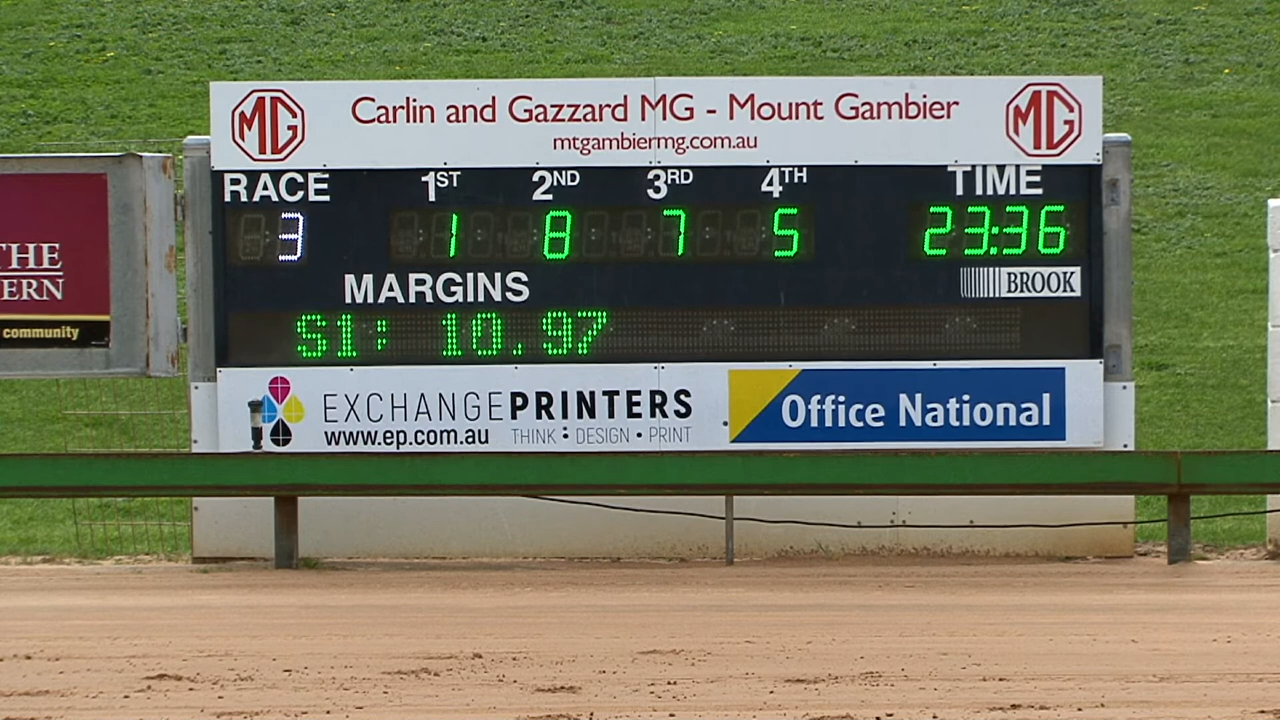 MG
Carlin and Gazzard MG - Mount Gambier
MG
mtgambiermg.com.au
RACE 1ST 2ND 3RD 4TH TIME
3 1 8 7 5 23:36
MARGINS
BROOK
S1: 10.97
THE
ERN
community
EXCHANGEPRINTERS
www.ep.com.au THINK : DESIGN • PRINT
Office National